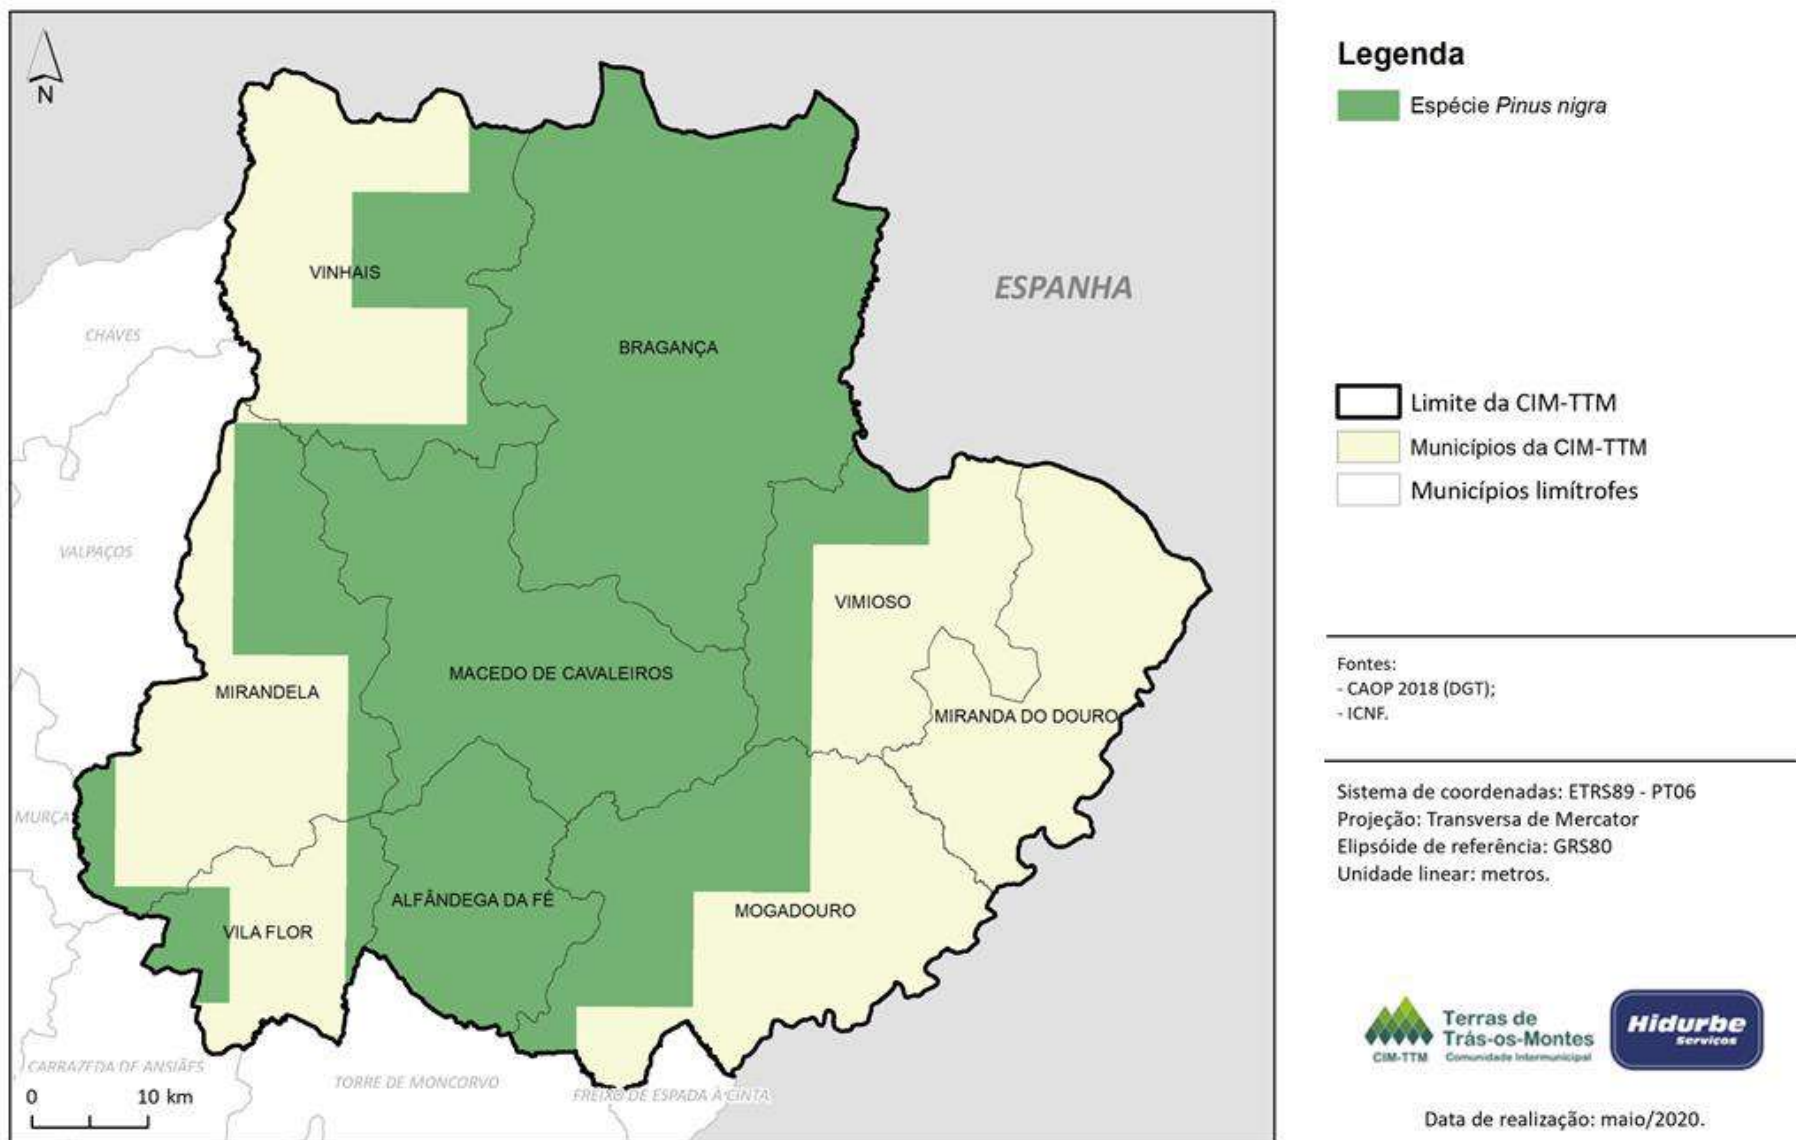 N
VINHAIS
CHAVES
ESPANHA
BRAGANÇA
VALPAÇOS
VIMIOSO
MACEDO DE CAVALEIROS
MIRANDELA
MIRANDA DO DOURO
MURÇA
ALFÂNDEGA DA FÉ
MOGADOURO
VILA FLOR
CARRAZEDA DE ANSIÃES
TORRE DE MONCORVO
FREIXO DE ESPADA À CINTA
0 10 km
Legenda
Espécie Pinus nigra
Limite da CIM-TTM
Municípios da CIM-TTM
Municípios limítrofes
Fontes:
- CAOP 2018 (DGT);
- ICNF.
Sistema de coordenadas: ETRS89 - PT06
Projeção: Transversa de Mercator
Elipsóide de referência: GRS80
Unidade linear: metros.
CIM-TTM
Terras de
Trás-os-Montes
Comunidade Intermunicipal
Hidurbe
Serviços
Data de realização: maio/2020.